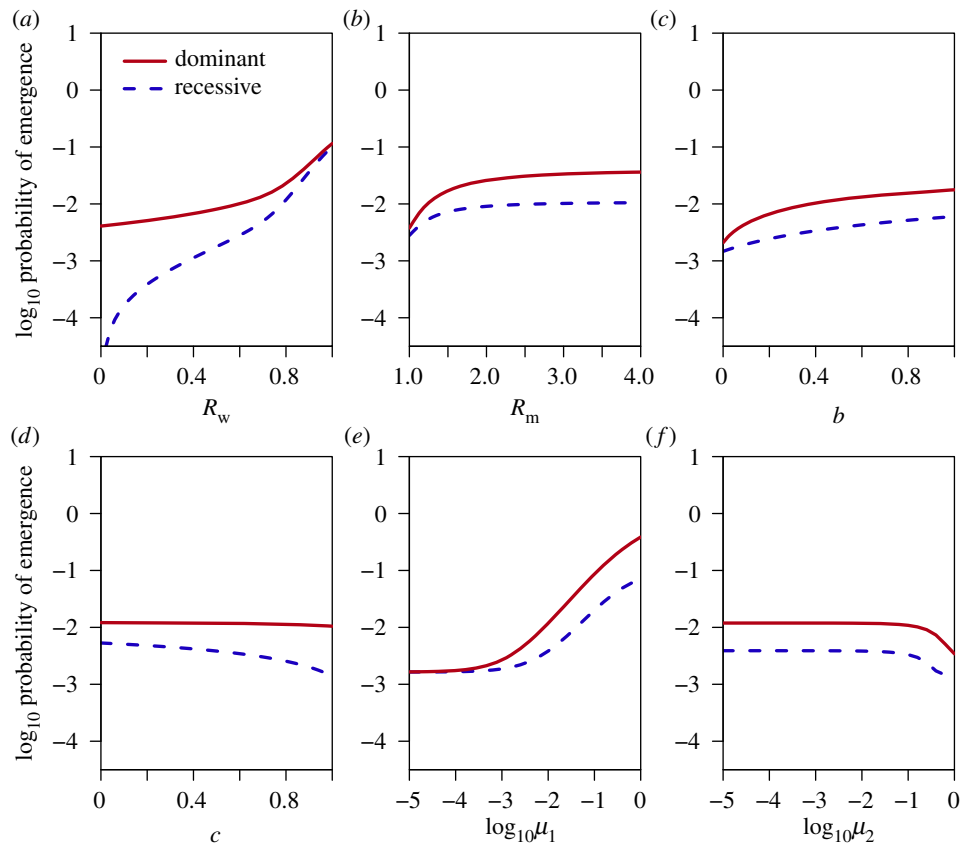 (a) (b) (c)
log10 probability of emergence
1 1 1
dominant
recessive
0 0 0
−1 −1 −1
−2 −2 −2
−3 −3 −3
−4 −4 −4
0 0.4 0.8 1.0 2.0 3.0 4.0 0 0.4 0.8
Rw Rm b
(d) (e) (f)
log10 probability of emergence
1 1 1
0 0 0
−1 −1 −1
−2 −2 −2
−3 −3 −3
−4 −4 −4
0 0.4 0.8 −5 −4 −3 −2 −1 0 −5 −4 −3 −2 −1 0
c log10μ1 log10μ2